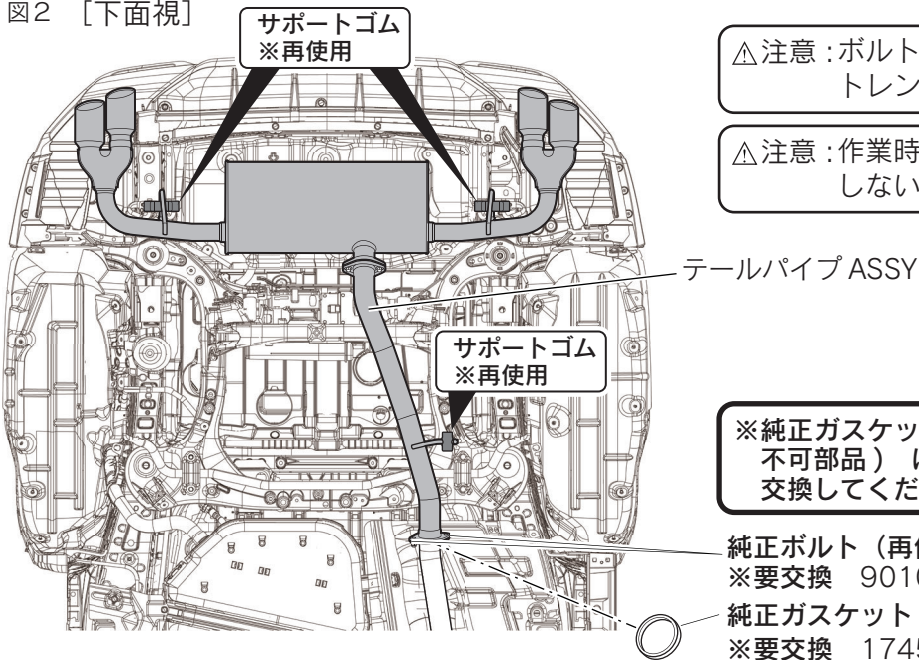 図2 [下面視]
サポートゴム
※再使用
⚠注意:ボルト
トレン
⚠注意:作業時
しない
テールパイプ ASSY
サポートゴム
※再使用
※純正ガスケッ
不可部品)
交換してくだ
純正ボルト(再
※要交換 901
純正ガスケット
※要交換 1745